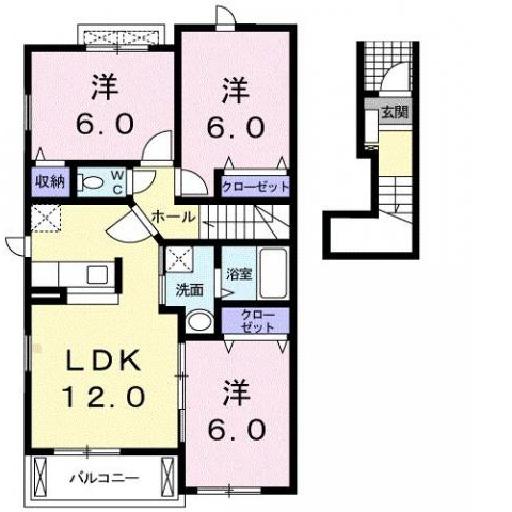 洋
6.0
洋
6.0
玄関
収納
WC
クローゼット
ホール
洗面
浴室
クロー
ゼット
LDK
12.0
洋
6.0
バルコニー